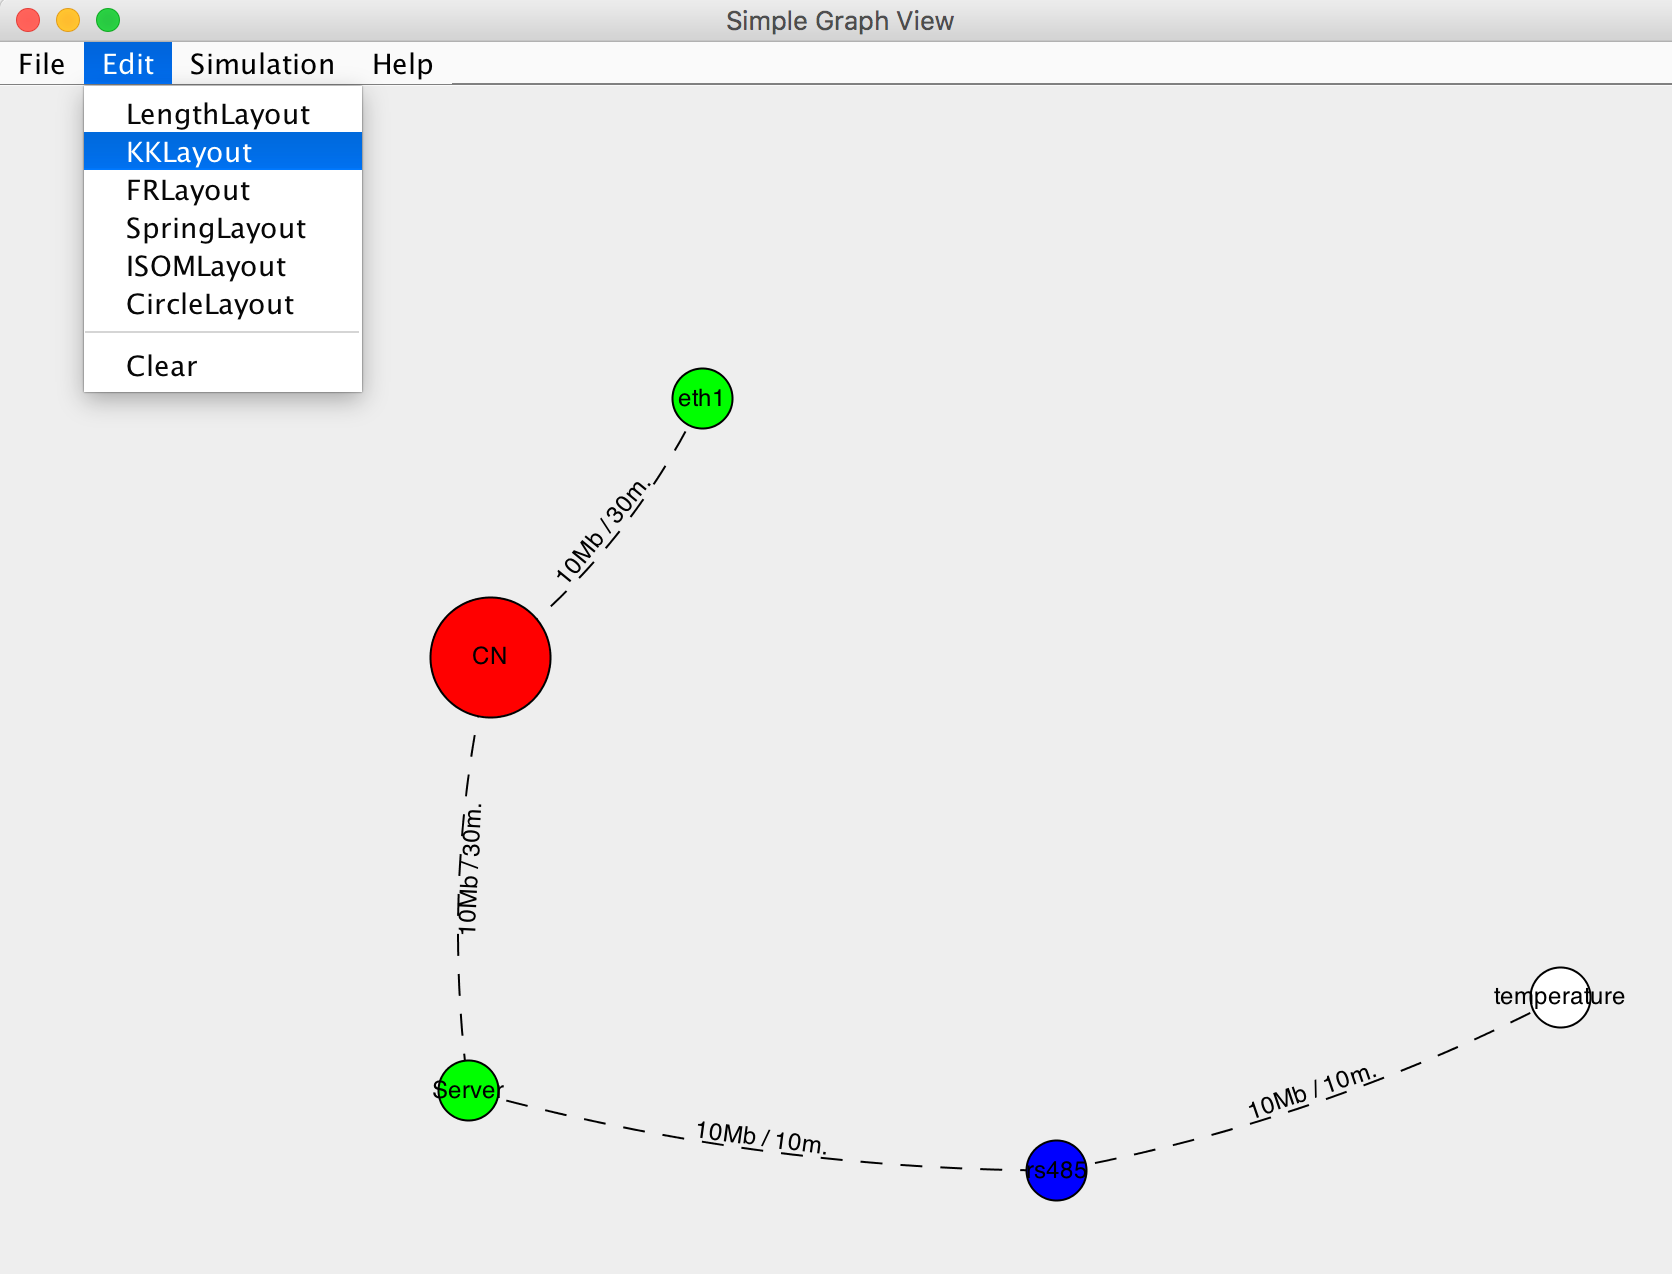 Simple Graph View
File Edit Simulation Help
LengthLayout
KKLayout
FRLayout
SpringLayout
ISOMLayout
CircleLayout
Clear
eth1
10Mb / 30m.
CN
10Mb / 30m.
temperature
Server
10Mb / 10m.
10Mb / 10m.
rs485